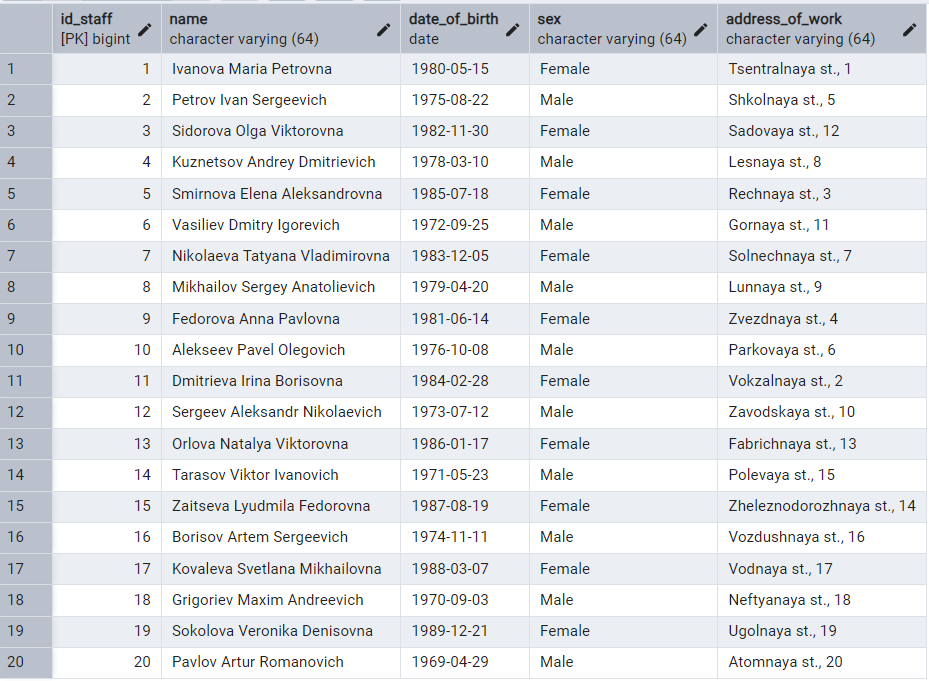 id_staff name date_of_birth sex address_of_work
[PK] bigint character varying (64) date character varying (64) character varying (64)
1 1 Ivanova Maria Petrovna 1980-05-15 Female Tsentralnaya st., 1
2 2 Petrov Ivan Sergeevich 1975-08-22 Male Shkolnaya st., 5
3 3 Sidorova Olga Viktorovna 1982-11-30 Female Sadovaya st., 12
4 4 Kuznetsov Andrey Dmitrievich 1978-03-10 Male Lesnaya st., 8
5 5 Smirnova Elena Aleksandrovna 1985-07-18 Female Rechnaya st., 3
6 6 Vasiliev Dmitry Igorevich 1972-09-25 Male Gornaya st., 11
7 7 Nikolaeva Tatyana Vladimirovna 1983-12-05 Female Solnechnaya st., 7
8 8 Mikhailov Sergey Anatolievich 1979-04-20 Male Lunnaya st., 9
9 9 Fedorova Anna Pavlovna 1981-06-14 Female Zvezdnaya st., 4
10 10 Alekseev Pavel Olegovich 1976-10-08 Male Parkovaya st., 6
11 11 Dmitrieva Irina Borisovna 1984-02-28 Female Vokzalnaya st., 2
12 12 Sergeev Aleksandr Nikolaevich 1973-07-12 Male Zavodskaya st., 10
13 13 Orlova Natalya Viktorovna 1986-01-17 Female Fabrichnaya st., 13
14 14 Tarasov Viktor Ivanovich 1971-05-23 Male Polevaya st., 15
15 15 Zaitseva Lyudmila Fedorovna 1987-08-19 Female Zheleznodorozhnaya st., 14
16 16 Borisov Artem Sergeevich 1974-11-11 Male Vozdushnaya st., 16
17 17 Kovaleva Svetlana Mikhailovna 1988-03-07 Female Vodnaya st., 17
18 18 Grigoriev Maxim Andreevich 1970-09-03 Male Neftyanaya st., 18
19 19 Sokolova Veronika Denisovna 1989-12-21 Female Ugolnaya st., 19
20 20 Pavlov Artur Romanovich 1969-04-29 Male Atomnaya st., 20